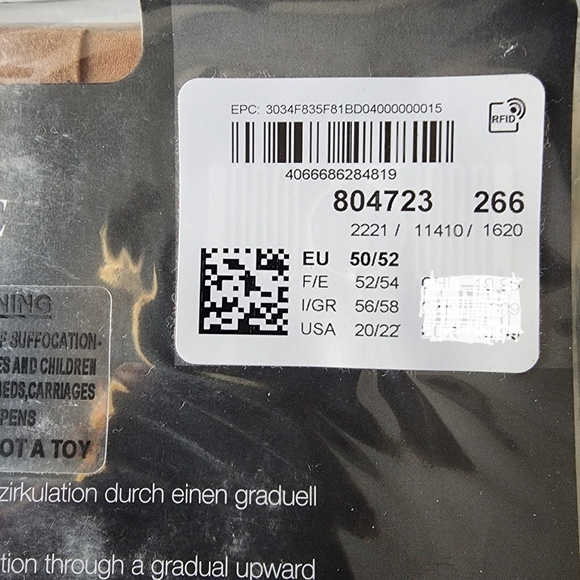 EPC: 3034F835F81BD04000000015
RFID
4066686284819
804723 266
2221 / 11410 / 1620
EU 50/52
F/E 52/54
I/GR 56/58
USA 20/22
NING
SUFFOCATION-
ES AND CHILDREN
BEDS,CARRIAGES
PENS
OT A TOY
zirkulation durch einen graduell
tion through a gradual upward